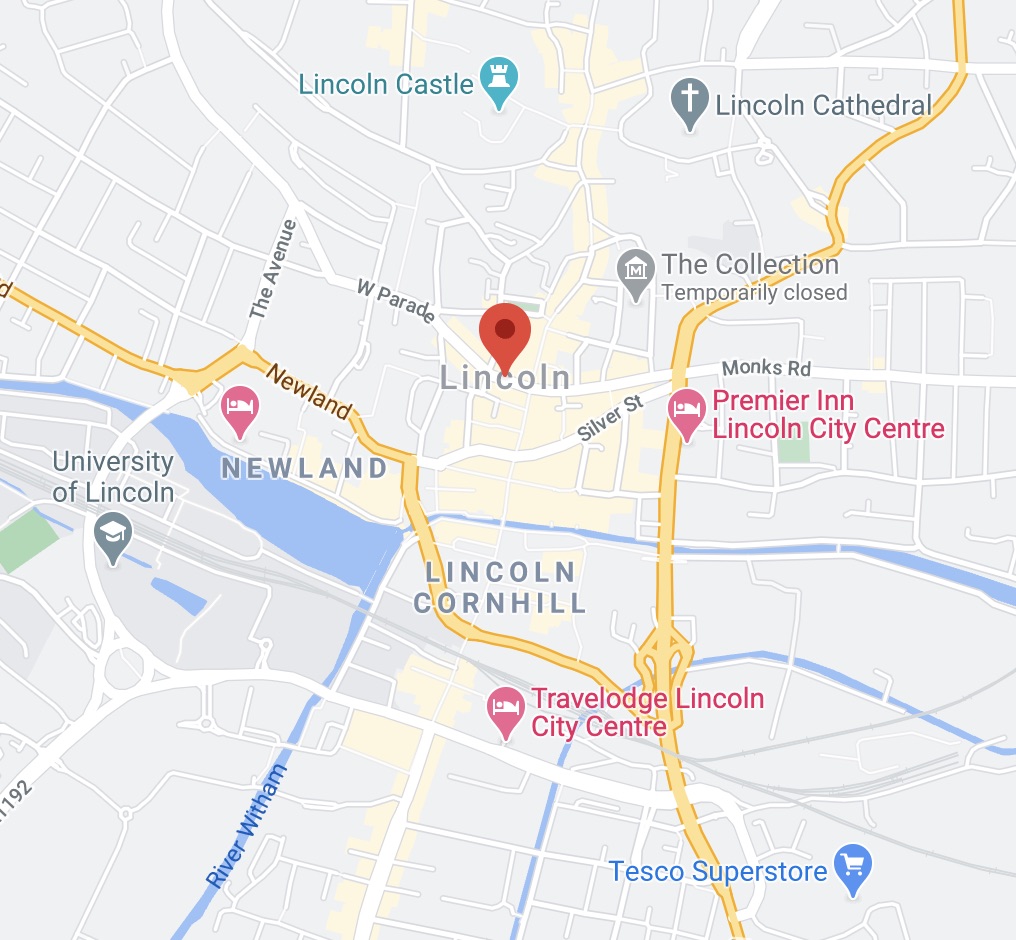 Lincoln Castle
Lincoln Cathedral
The Avenue
The Collection
Temporarily closed
W Parade
Lincoln
Monks Rd
Newland
Silver St
Premier Inn
Lincoln City Centre
University
of Lincoln
NEWLAND
LINCOLN
CORNHILL
Travelodge Lincoln
City Centre
River Witham
Tesco Superstore